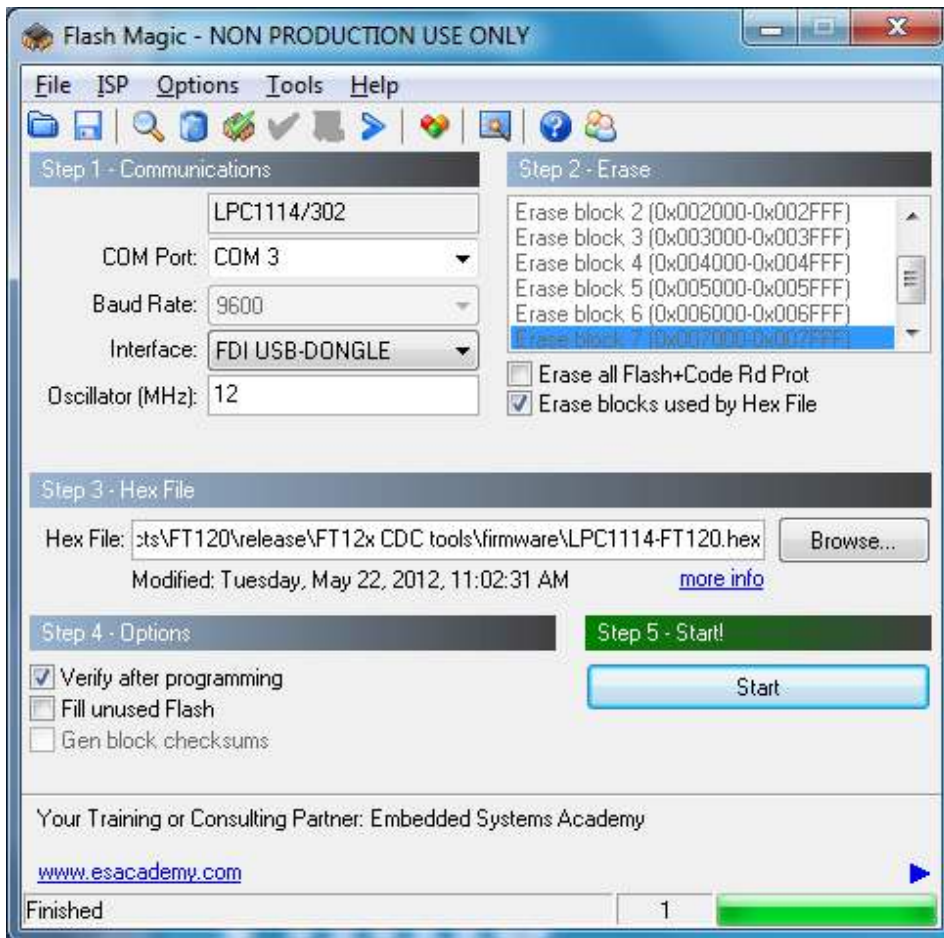 Flash Magic - NON PRODUCTION USE ONLY
File ISP Options Tools Help
Step 1 - Communications
LPC1114/302
COM Port: COM 3
Baud Rate: 9600
Interface: FDI USB-DONGLE
Oscillator (MHz): 12
Step 2 - Erase
Erase block 2 (0x002000-0x002FFF)
Erase block 3 (0x003000-0x003FFF)
Erase block 4 (0x004000-0x004FFF)
Erase block 5 (0x005000-0x005FFF)
Erase block 6 (0x006000-0x006FFF)
Erase block 7 (0x007000-0x007FFF)
Erase all Flash+Code Rd Prot
Erase blocks used by Hex File
Step 3 - Hex File
Hex File: cts\FT120\release\FT12x CDC tools\firmware\LPC1114-FT120.hex Browse...
Modified: Tuesday, May 22, 2012, 11:02:31 AM more info
Step 4 - Options
Verify after programming
Fill unused Flash
Gen block checksums
Step 5 - Start!
Start
Your Training or Consulting Partner: Embedded Systems Academy
www.esacademy.com
Finished 1